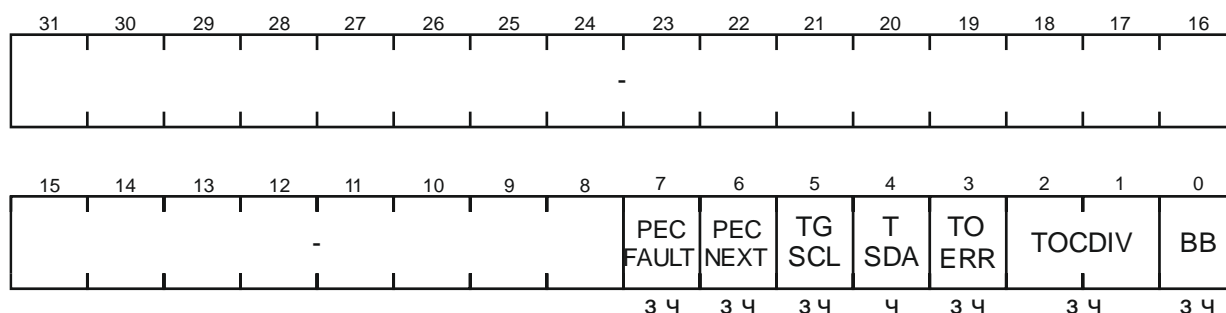 31 30 29 28 27 26 25 24 23 22 21 20 19 18 17 16
-
15 14 13 12 11 10 9 8 7 6 5 4 3 2 1 0
- PEC FAULT PEC NEXT TG SCL T SDA TO ERR TOCDIV BB
З Ч З Ч З Ч Ч З Ч З Ч З Ч